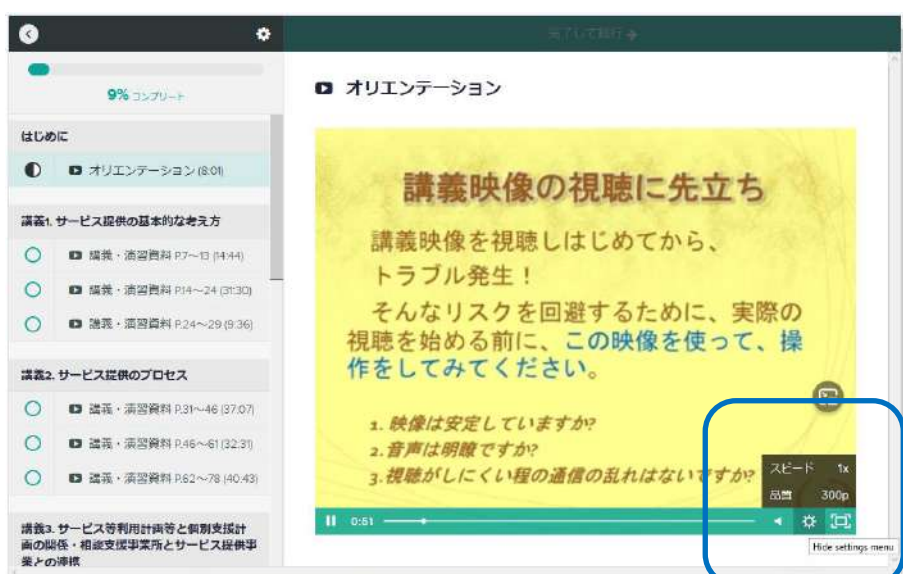 完了して続行
9% コンプリート
はじめに
オリエンテーション (8:01)
講義1. サービス提供の基本的な考え方
講義・演習資料 P.7～13 (14:44)
講義・演習資料 P.14～24 (31:30)
講義・演習資料 P.24～29 (9:36)
講義2. サービス提供のプロセス
講義・演習資料 P.31～46 (37:07)
講義・演習資料 P.46～61 (32:31)
講義・演習資料 P.62～78 (40:43)
講義3. サービス等利用計画等と個別支援計
画の関係・相談支援事業所とサービス提供事
業との連携
オリエンテーション
講義映像の視聴に先立ち
講義映像を視聴しはじめてから、
トラブル発生！
そんなリスクを回避するために、実際の
視聴を始める前に、この映像を使って、操
作をしてみてください。
1. 映像は安定していますか?
2. 音声は明瞭ですか?
3. 視聴がしにくい程の通信の乱れはないですか?
スピード 1x
品質 300p
0:51
Hide settings menu